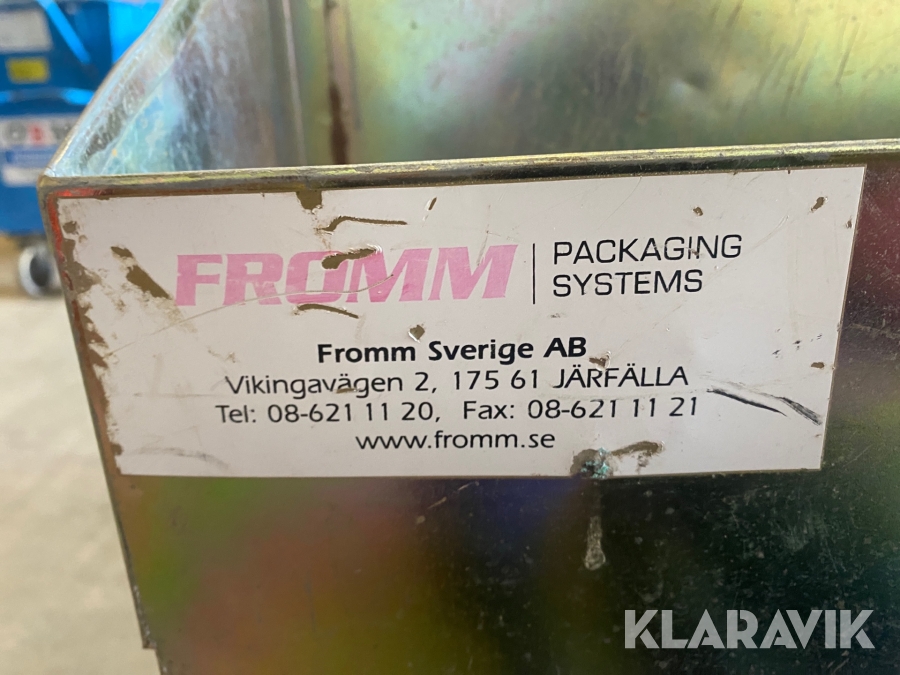 FROMM
PACKAGING
SYSTEMS
Fromm Sverige AB
Vikingavägen 2, 175 61 JÄRFÄLLA
Tel: 08-621 11 20, Fax: 08-621 11 21
www.fromm.se
KLARAVIK